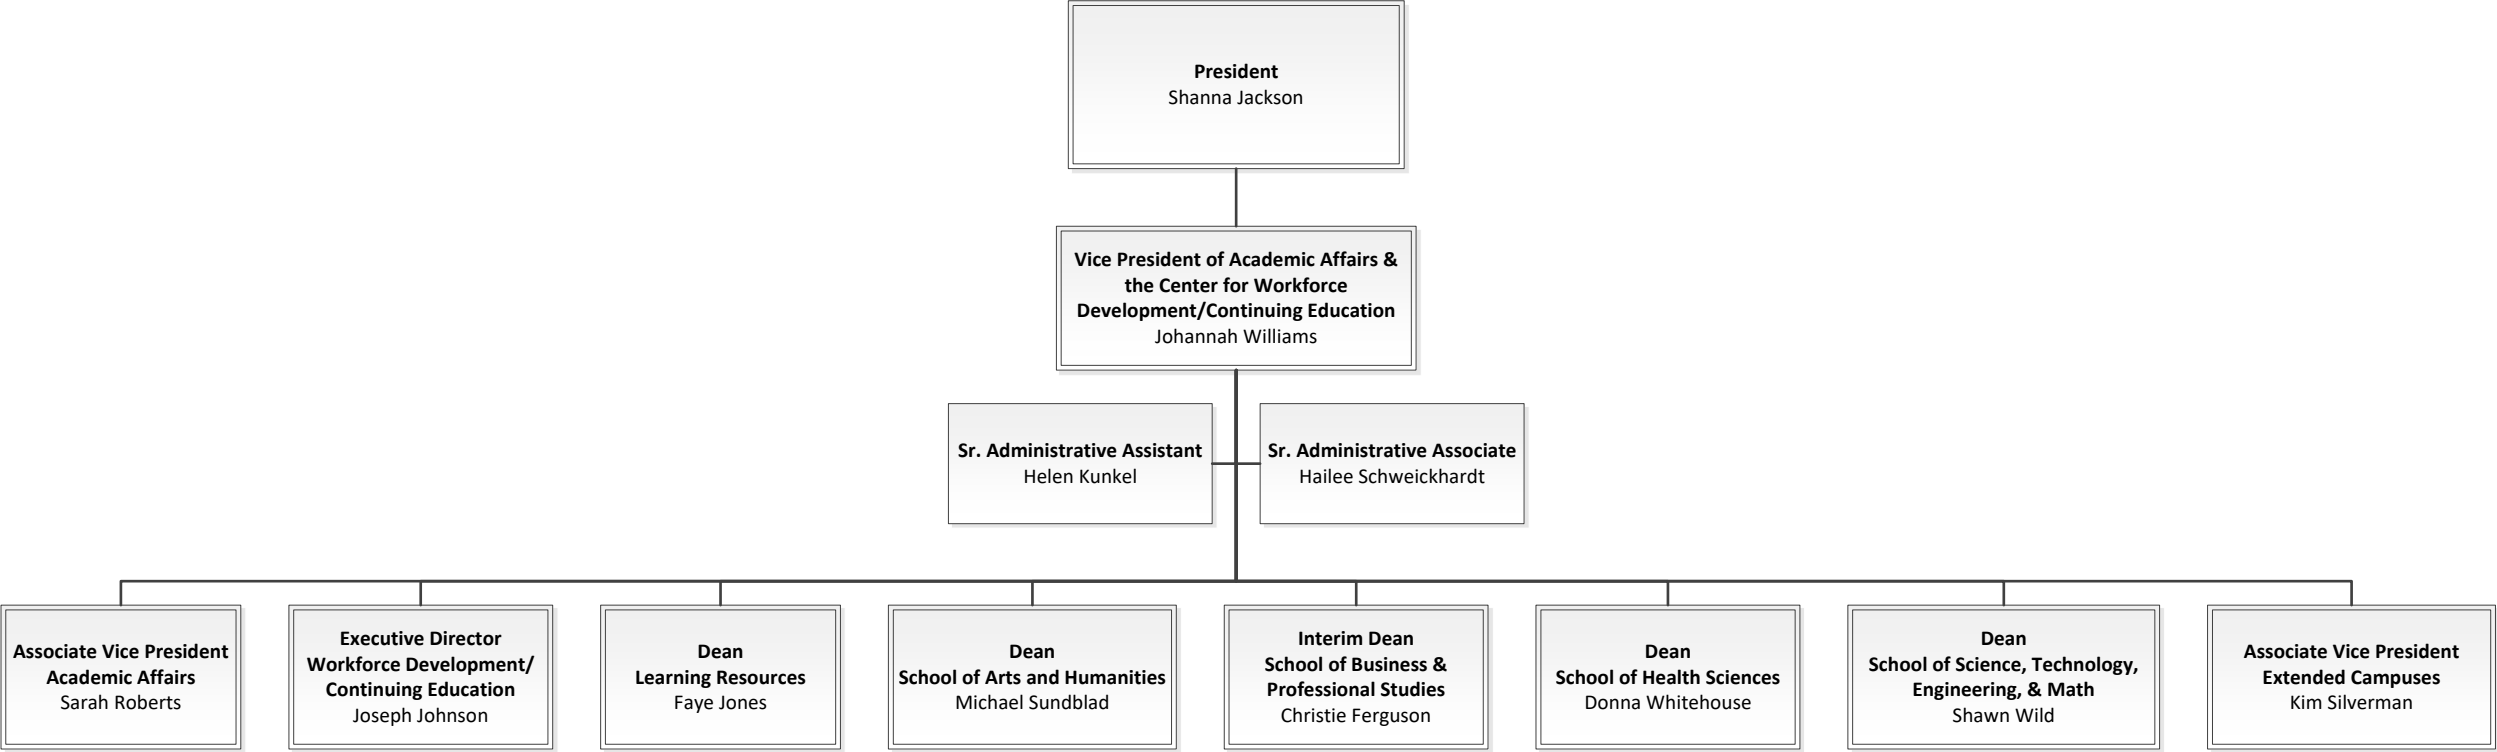 President
Shanna Jackson
Vice President of Academic Affairs &
the Center for Workforce
Development/Continuing Education
Johannah Williams
Sr. Administrative Assistant
Helen Kunkel
Sr. Administrative Associate
Hailee Schweickhardt
Associate Vice President
Academic Affairs
Sarah Roberts
Executive Director
Workforce Development/
Continuing Education
Joseph Johnson
Dean
Learning Resources
Faye Jones
Dean
School of Arts and Humanities
Michael Sundblad
Interim Dean
School of Business &
Professional Studies
Christie Ferguson
Dean
School of Health Sciences
Donna Whitehouse
Dean
School of Science, Technology,
Engineering, & Math
Shawn Wild
Associate Vice President
Extended Campuses
Kim Silverman